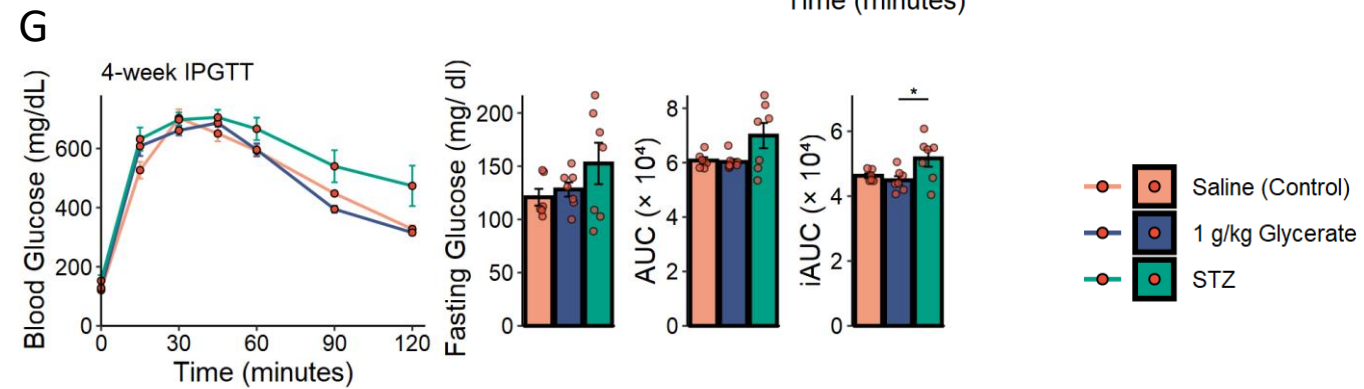 Time (minutes)
G
4-week IPGTT
Blood Glucose (mg/dL)
600
400
200
0
0 30 60 90 120
Time (minutes)
Fasting Glucose (mg/ dl)
200
150
100
50
0
AUC (× 10⁴)
8
6
4
2
0
iAUC (× 10⁴)
6
4
2
0
*
Saline (Control)
1 g/kg Glycerate
STZ